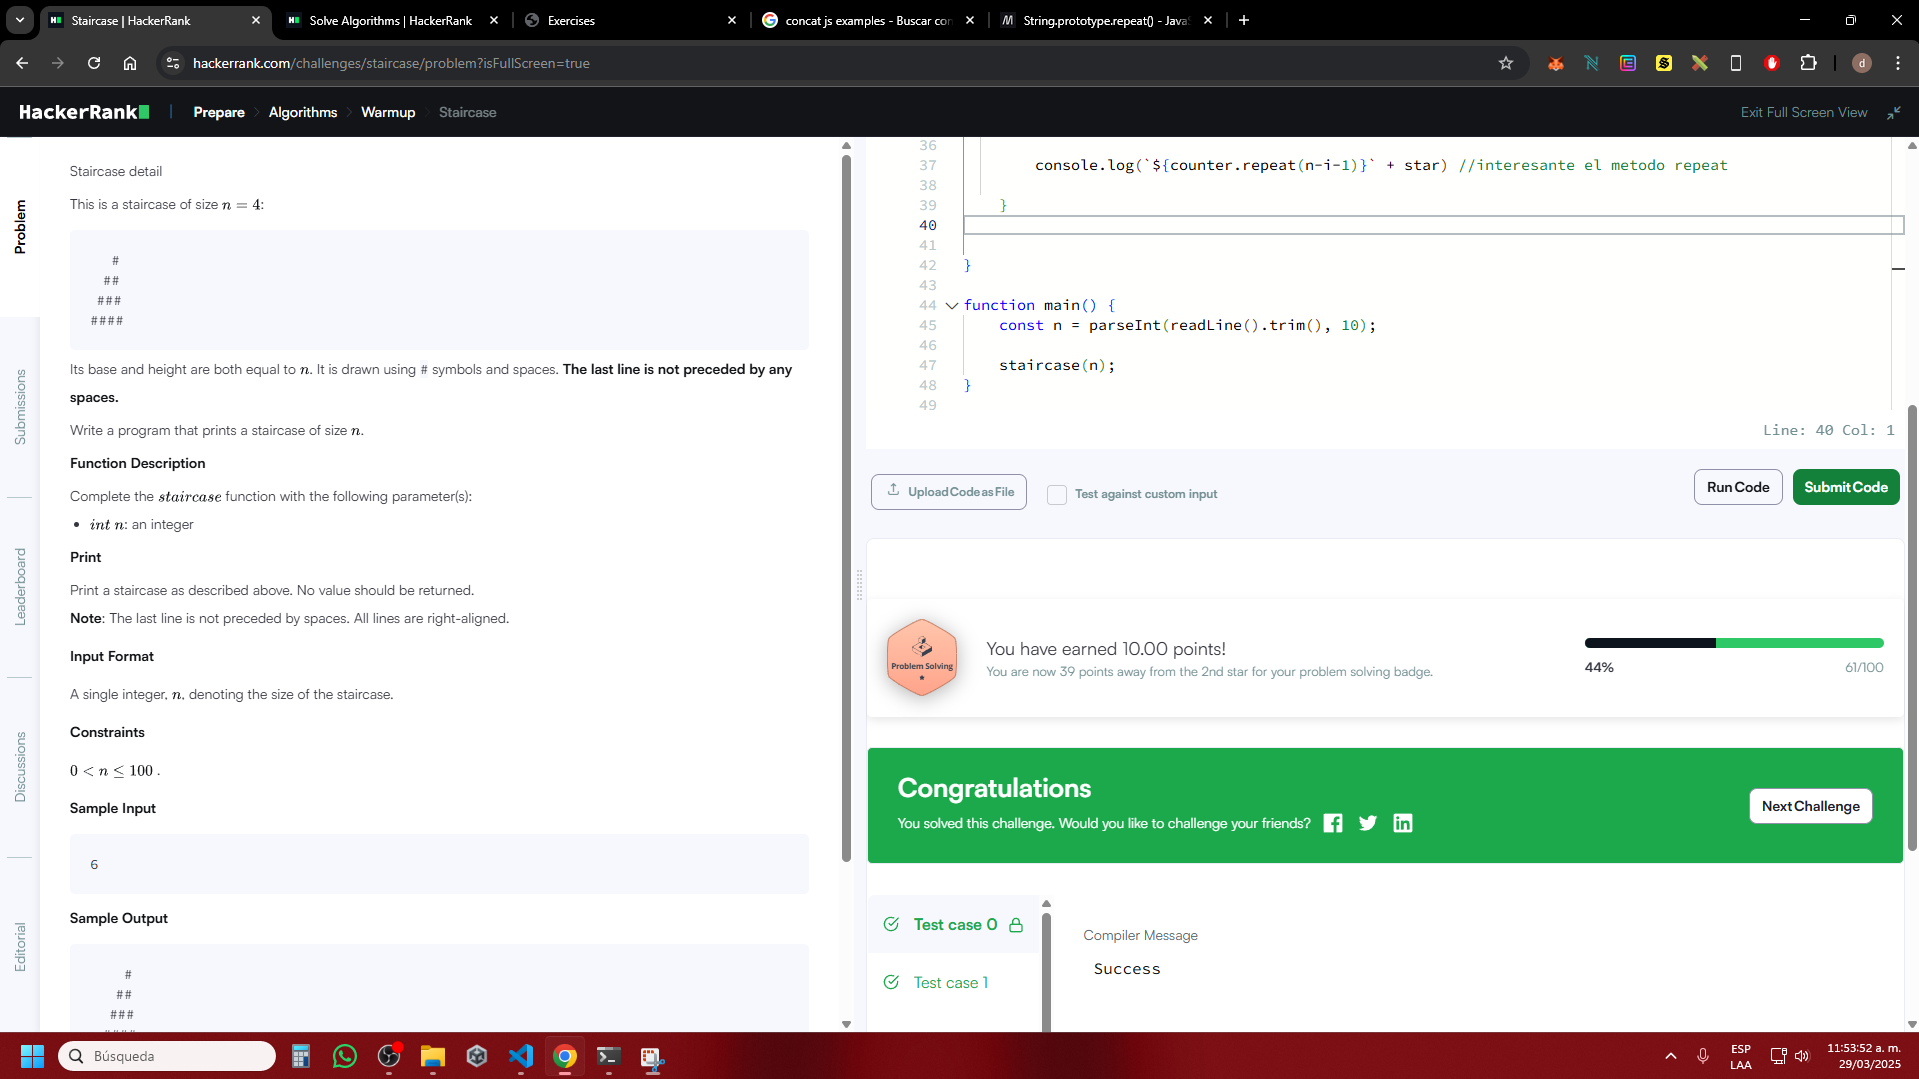 Staircase | HackerRank
Solve Algorithms | HackerRank
Exercises
concat js examples - Buscar con
String.prototype.repeat() - JavaS
hackerrank.com/challenges/staircase/problem?isFullScreen=true
d
HackerRank
Prepare
Algorithms
Warmup
Staircase
Exit Full Screen View
Problem
Submissions
Leaderboard
Discussions
Editorial
Staircase detail
This is a staircase of size n = 4:
#
##
###
####
Its base and height are both equal to n. It is drawn using # symbols and spaces. The last line is not preceded by any
spaces.
Write a program that prints a staircase of size n.
Function Description
Complete the staircase function with the following parameter(s):
• int n: an integer
Print
Print a staircase as described above. No value should be returned.
Note: The last line is not preceded by spaces. All lines are right-aligned.
Input Format
A single integer, n, denoting the size of the staircase.
Constraints
0 < n ≤ 100 .
Sample Input
6
Sample Output
#
##
###
####
36
37 console.log(`${counter.repeat(n-i-1)}` + star) //interesante el metodo repeat
38
39 }
40
41
42 }
43
44 function main() {
45 const n = parseInt(readLine().trim(), 10);
46
47 staircase(n);
48 }
49
Line: 40 Col: 1
Upload Code as File
Test against custom input
Run Code
Submit Code
Problem Solving
You have earned 10.00 points!
You are now 39 points away from the 2nd star for your problem solving badge.
44%
61/100
Congratulations
You solved this challenge. Would you like to challenge your friends?
Next Challenge
Test case 0
Test case 1
Compiler Message
Success
Búsqueda
ESP
LAA
11:53:52 a. m.
29/03/2025